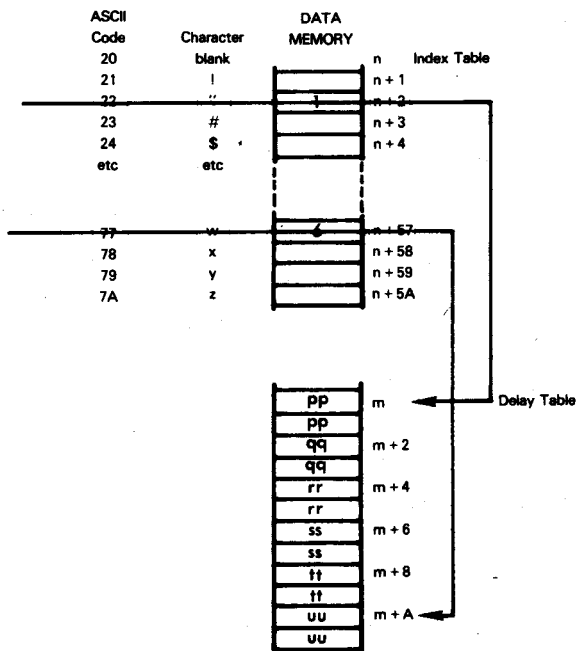 ASCII Code Character DATA MEMORY
20 blank n Index Table
21 ! n + 1
22 " 1 n + 2
23 # n + 3
24 $ n + 4
etc etc
77 w 6 n + 57
78 x n + 58
79 y n + 59
7A z n + 5A
pp m Delay Table
pp
qq m + 2
qq
rr m + 4
rr
ss m + 6
ss
tt m + 8
tt
uu m + A
uu